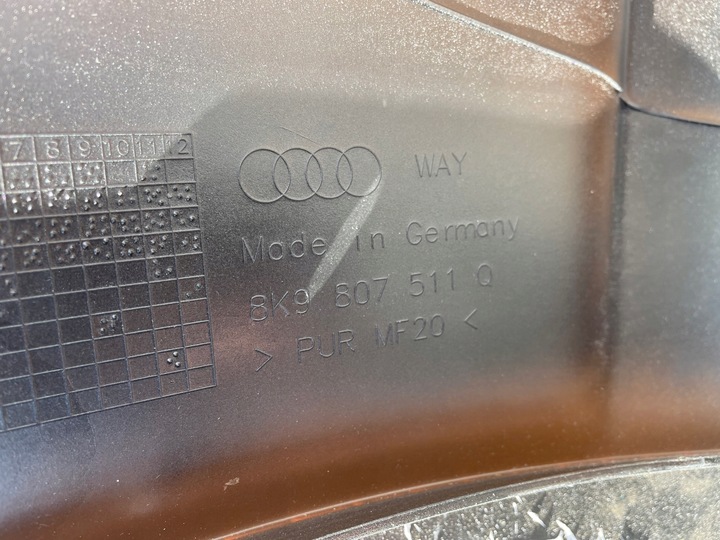 7 8 9 10 11 12
WAY
Made in Germany
8K9 807 511 Q
> PUR MF20 <